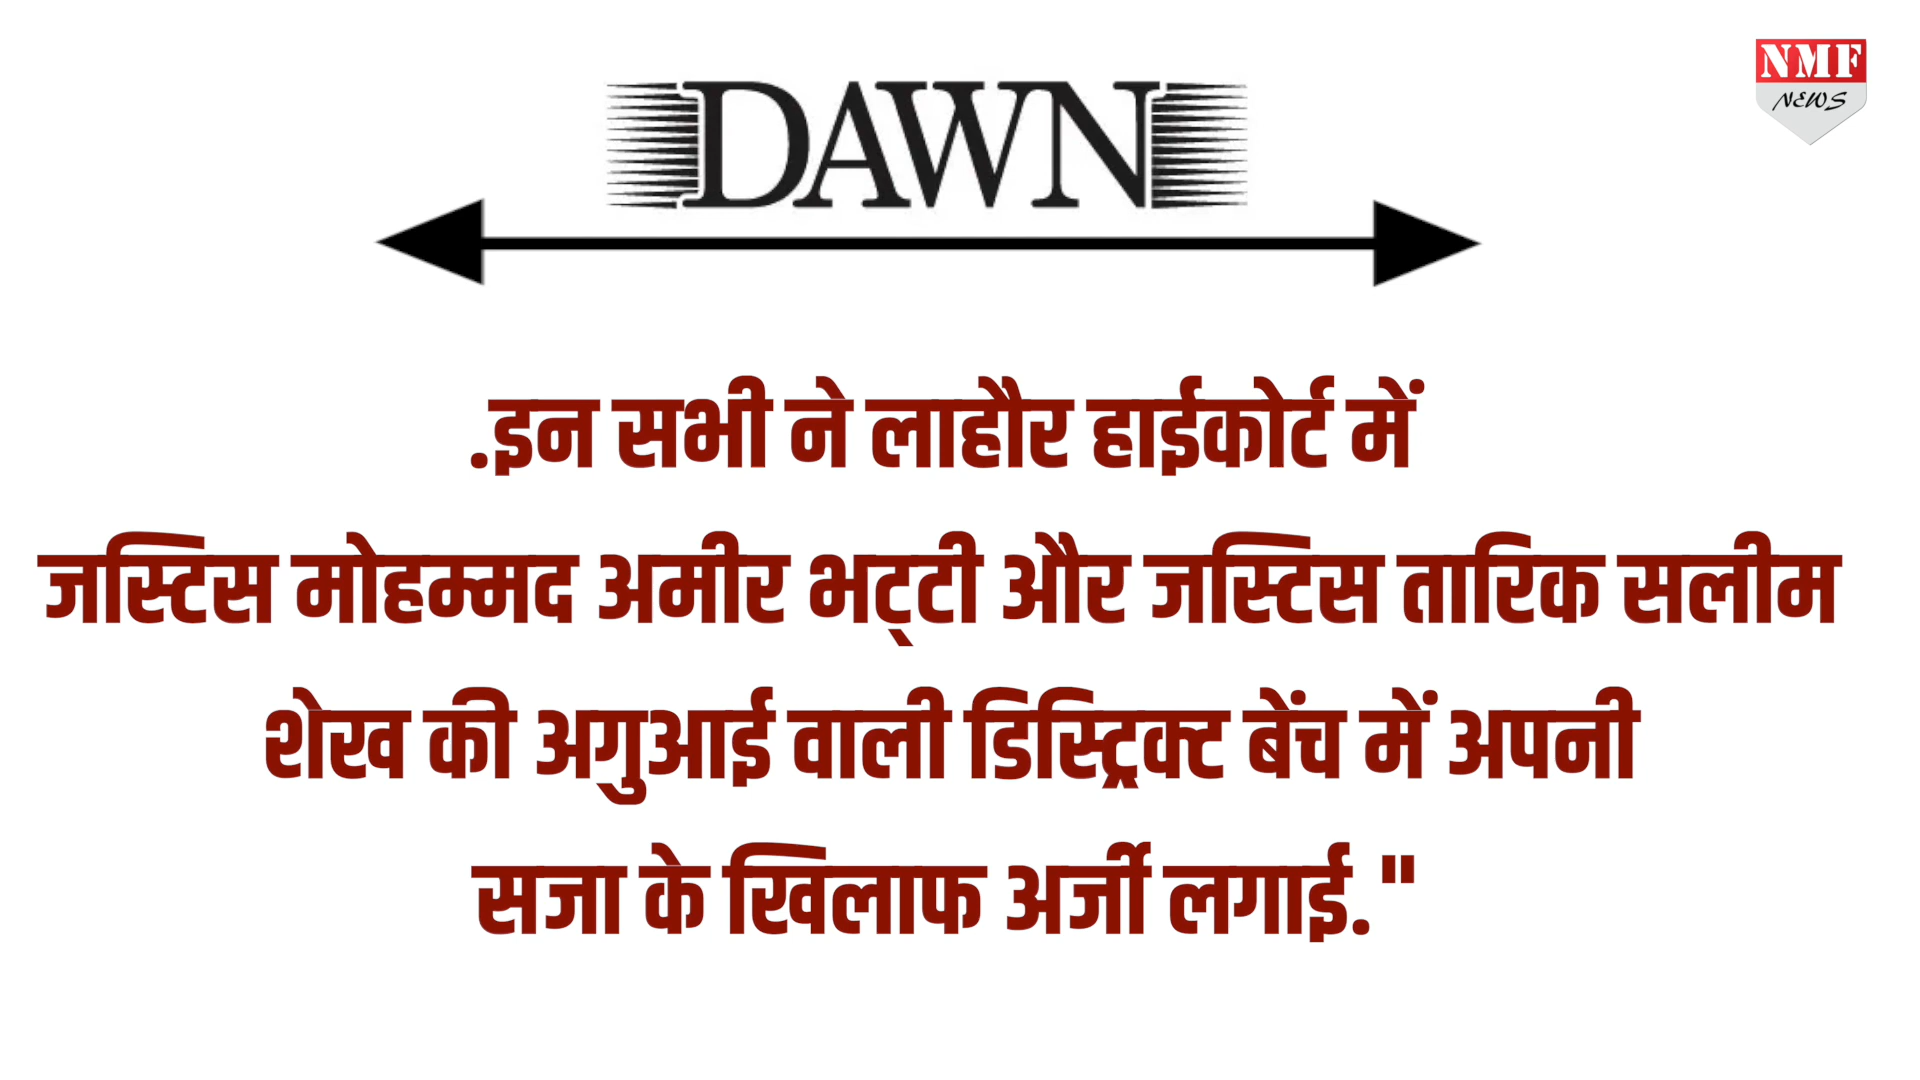 DAWN
NMF
NEWS
.इन सभी ने लाहौर हाईकोर्ट में
जस्टिस मोहम्मद अमीर भट्‌टी और जस्टिस तारिक सलीम
शेख की अगुआई वाली डिस्ट्रिक्ट बेंच में अपनी
सजा के खिलाफ अर्जी लगाई."